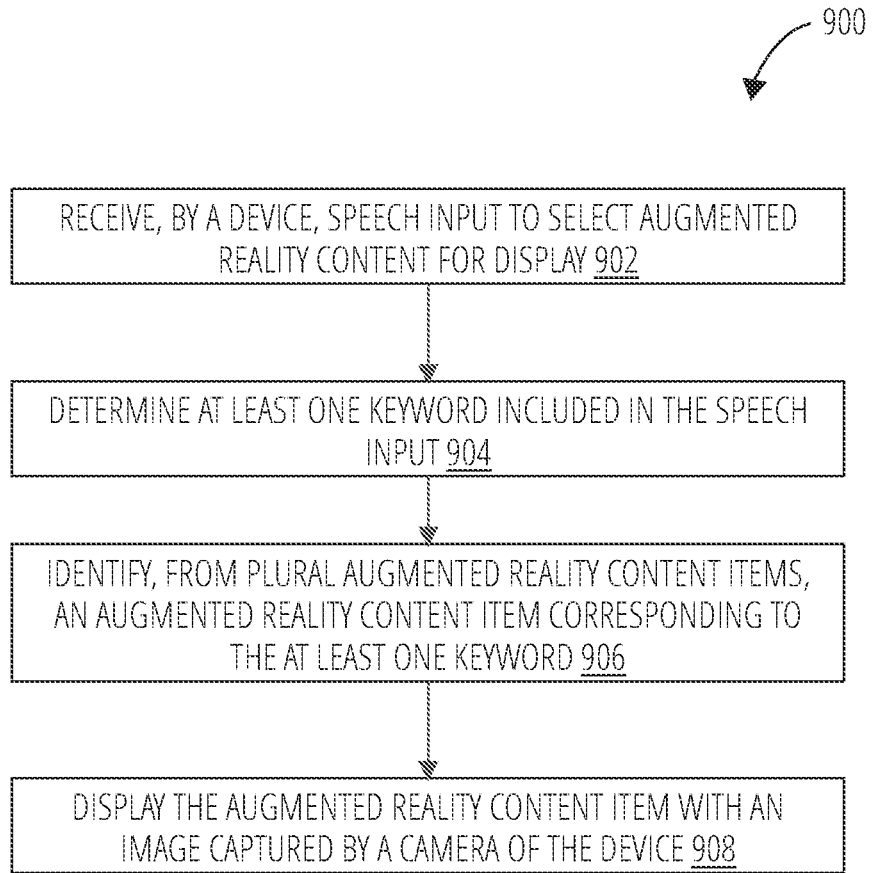 900
RECEIVE, BY A DEVICE, SPEECH INPUT TO SELECT AUGMENTED
REALITY CONTENT FOR DISPLAY 902
DETERMINE AT LEAST ONE KEYWORD INCLUDED IN THE SPEECH
INPUT 904
IDENTIFY, FROM PLURAL AUGMENTED REALITY CONTENT ITEMS,
AN AUGMENTED REALITY CONTENT ITEM CORRESPONDING TO
THE AT LEAST ONE KEYWORD 906
DISPLAY THE AUGMENTED REALITY CONTENT ITEM WITH AN
IMAGE CAPTURED BY A CAMERA OF THE DEVICE 908